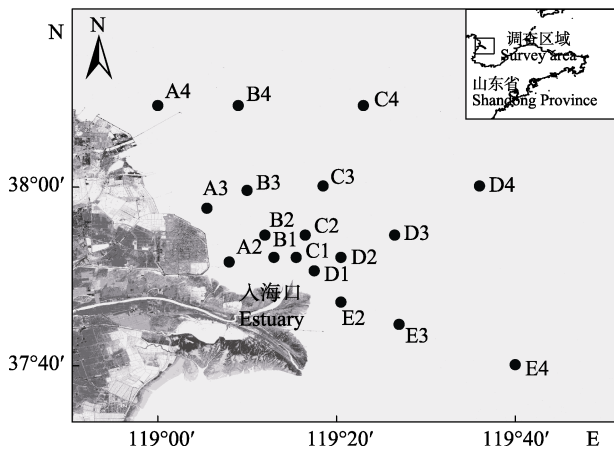 N
N
调查区域
Survey area
山东省
Shandong Province
A4
B4
C4
38°00′
A3
B3
C3
D4
A2
B2
B1
C2
C1
D3
D2
D1
入海口
Estuary
E2
E3
37°40′
E4
119°00′
119°20′
119°40′
E